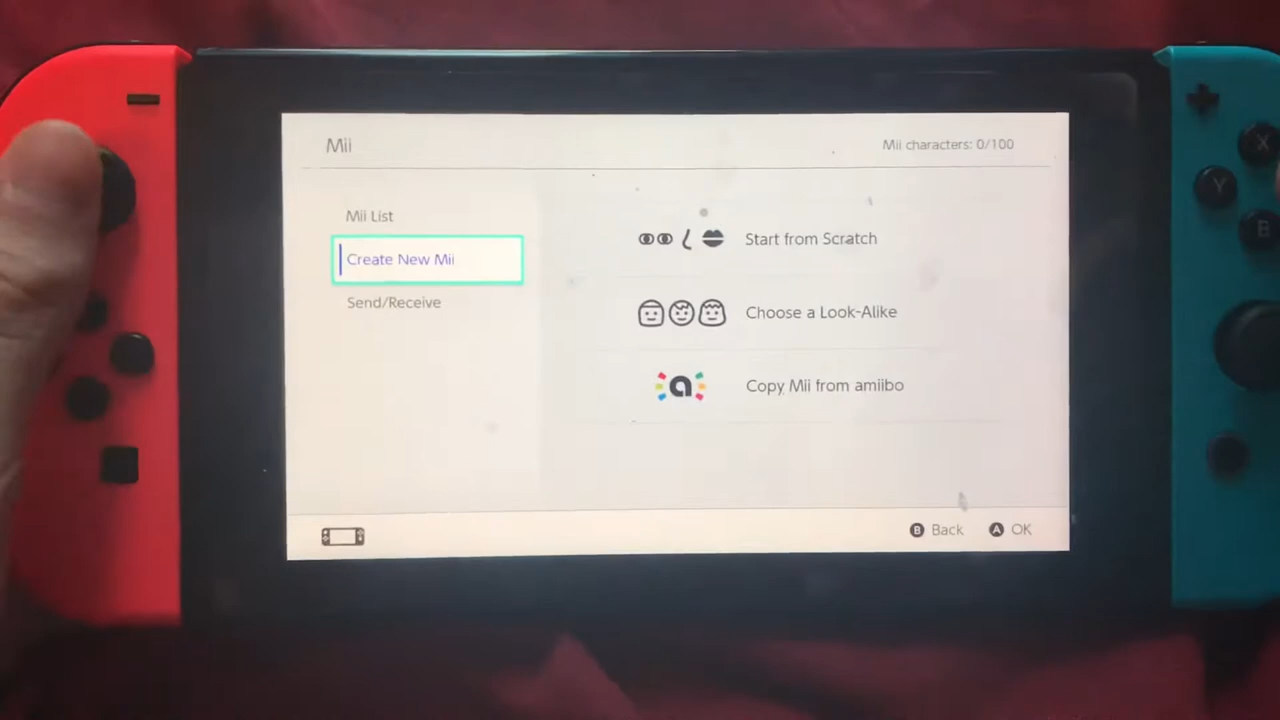 Mii
Mii characters: 0/100
Mii List
Create New Mii
Send/Receive
Start from Scratch
Choose a Look-Alike
a
Copy Mii from amiibo
B Back
A OK
X
Y
B